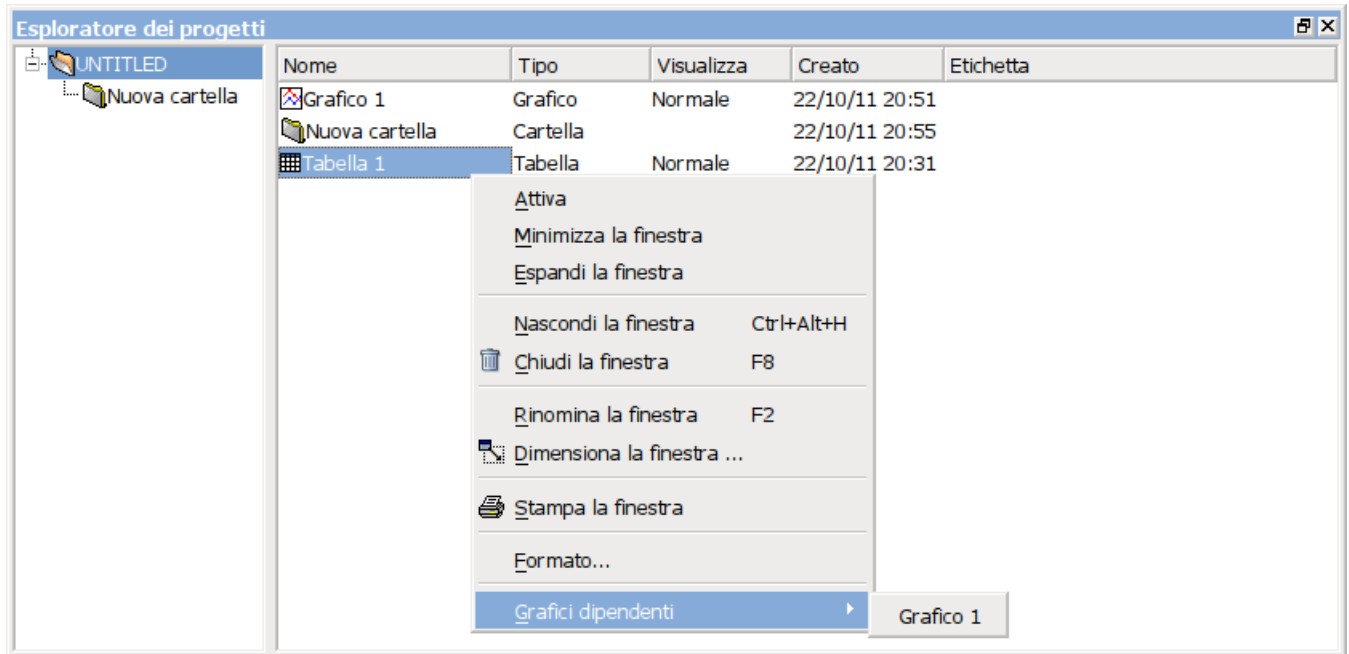 Esploratore dei progetti
UNTITLED
Nuova cartella
Nome Tipo Visualizza Creato Etichetta
Grafico 1 Grafico Normale 22/10/11 20:51
Nuova cartella Cartella 22/10/11 20:55
Tabella 1 Tabella Normale 22/10/11 20:31
Attiva
Minimizza la finestra
Espandi la finestra
Nascondi la finestra Ctrl+Alt+H
Chiudi la finestra F8
Rinomina la finestra F2
Dimensiona la finestra ...
Stampa la finestra
Formato...
Grafici dipendenti
Grafico 1